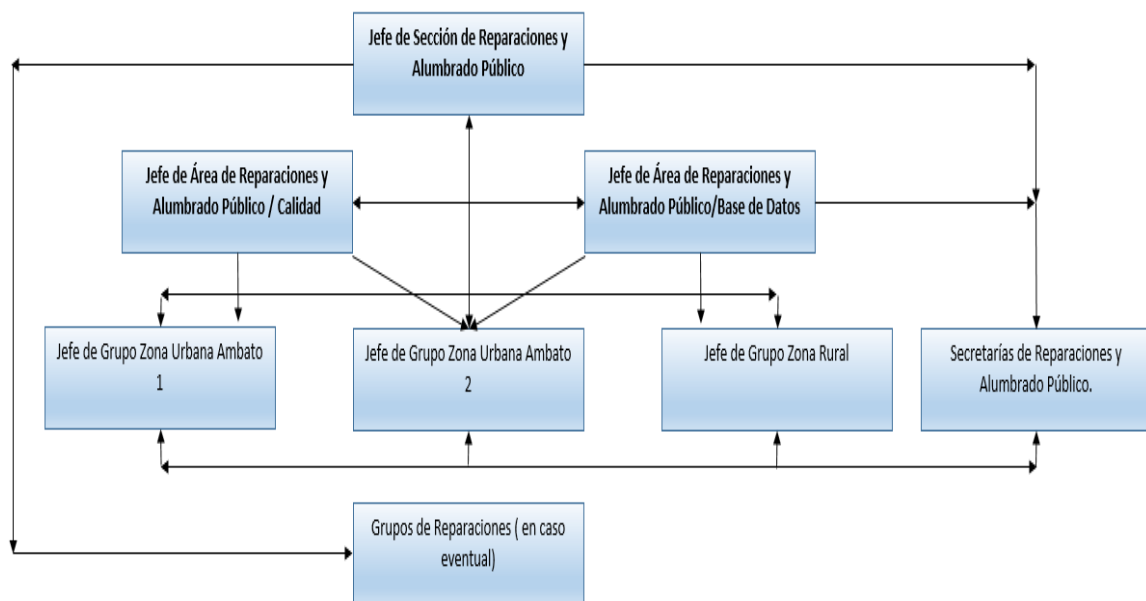 Jefe de Sección de Reparaciones y
Alumbrado Público
Jefe de Área de Reparaciones y
Alumbrado Público / Calidad
Jefe de Área de Reparaciones y
Alumbrado Público/Base de Datos
Jefe de Grupo Zona Urbana Ambato
1
Jefe de Grupo Zona Urbana Ambato
2
Jefe de Grupo Zona Rural
Secretarías de Reparaciones y
Alumbrado Público.
Grupos de Reparaciones ( en caso
eventual)